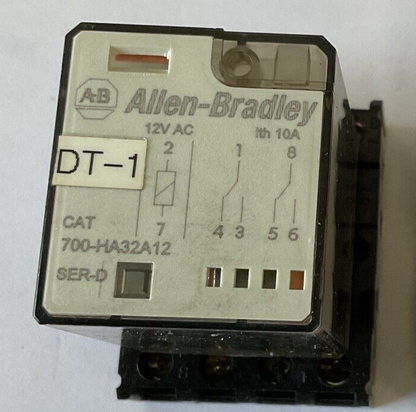 A-B Allen-Bradley
12V AC Ith 10A
2 1 8
DT-1
7 4 3 5 6
CAT
700-HA32A12
SER-D